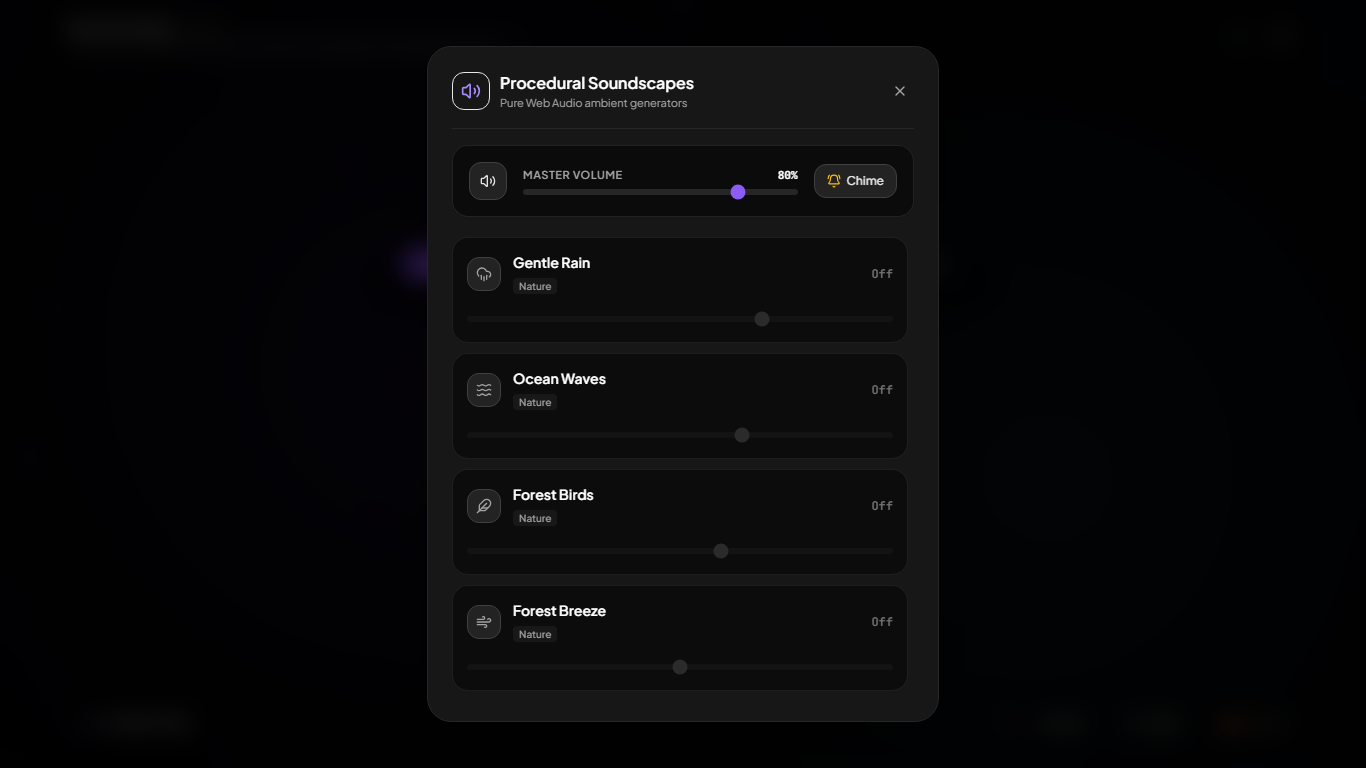 Procedural Soundscapes
Pure Web Audio ambient generators
MASTER VOLUME
80%
Chime
Gentle Rain
Nature
Off
Ocean Waves
Nature
Off
Forest Birds
Nature
Off
Forest Breeze
Nature
Off